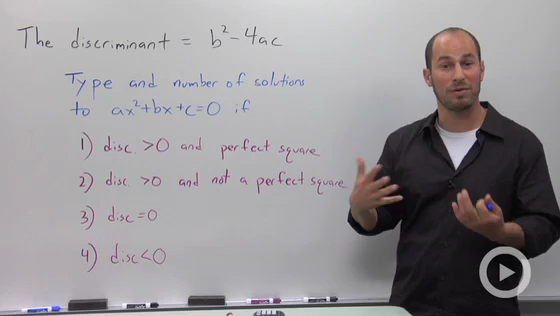 The discriminant = b²-4ac
Type and number of solutions
to ax²+bx+c=0 if
1) disc. >0 and perfect square
2) disc. >0 and not a perfect square
3) disc=0
4) disc<0